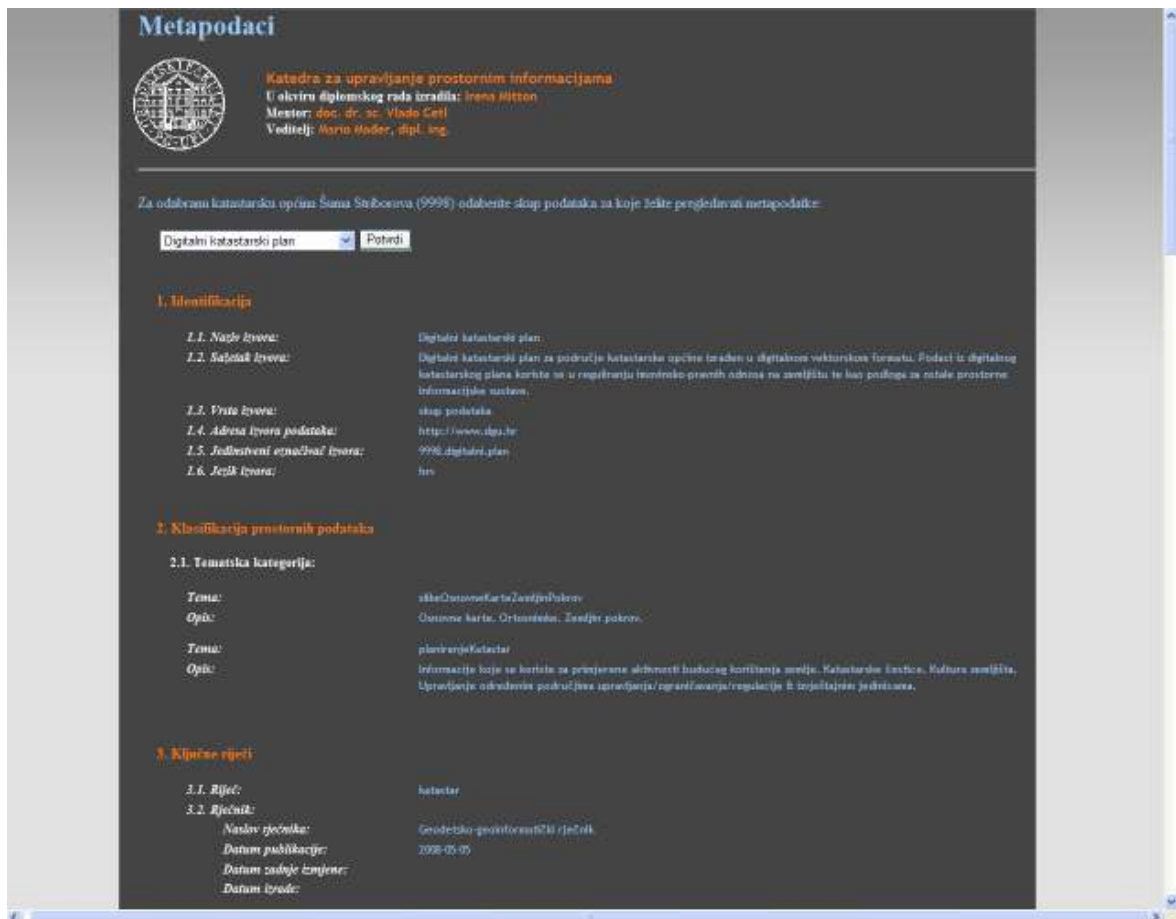 Metapodaci
Katedra za upravljanje prostornim informacijama
U okviru diplomskog rada izradila: Irena Mitton
Mentor: doc. dr. sc. Vlado Cetl
Voditelj: Mario Mađer, dipl. ing.
Za odabranu katastarsku općinu Šuma Striborova (9998) odaberite skup podataka za koje želite pregledavati metapodatke:
Digitalni katastarski plan Potvrdi
1. Identifikacija
1.1. Naziv izvora: Digitalni katastarski plan
1.2. Sažetak izvora: Digitalni katastarski plan za područje katastarske općine izrađen u digitalnom vektorskom formatu. Podaci iz digitalnog
katastarskog plana koriste se u reguliranju imovinsko-pravnih odnosa na zemljištu te kao podloga za ostale prostorne
informacijske sustave.
1.3. Vrsta izvora: skup podataka
1.4. Adresa izvora podataka: http://www.dgu.hr
1.5. Jedinstveni označivač izvora: 9998.digitalni.plan
1.6. Jezik izvora: hrv
2. Klasifikacija prostornih podataka
2.1. Tematska kategorija:
Tema: slikeOsnovneKarteZemljinPokrov
Opis: Osnovne karte. Ortosnimke. Zemljin pokrov.
Tema: planiranjeKatastar
Opis: Informacije koje se koriste za primjerene aktivnosti budućeg korištenja zemlje. Katastarske čestice. Kultura zemljišta.
Upravljanje određenim područjima upravljanja/ograničavanja/regulacije ili izvještajnim jedinicama.
3. Ključne riječi
3.1. Riječ: katastar
3.2. Rječnik:
Naslov rječnika: Geodetsko-geoinformatički rječnik
Datum publikacije: 2008-05-05
Datum zadnje izmjene:
Datum izrade: